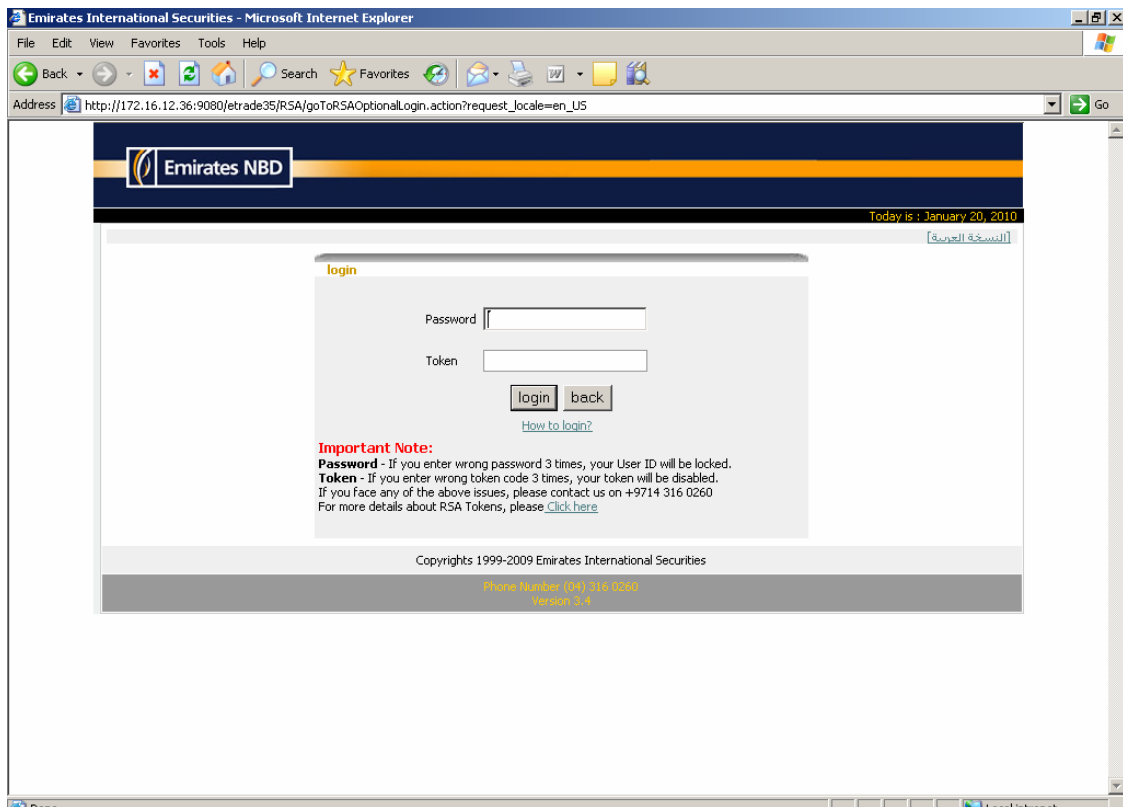 Emirates International Securities - Microsoft Internet Explorer
File Edit View Favorites Tools Help
Back Search Favorites
Address http://172.16.12.36:9080/etrade35/RSA/goToRSAOptionalLogin.action?request_locale=en_US Go
Emirates NBD
Today is : January 20, 2010
[النسخة العربية]
login
Password
Token
login back
How to login?
Important Note:
Password - If you enter wrong password 3 times, your User ID will be locked.
Token - If you enter wrong token code 3 times, your token will be disabled.
If you face any of the above issues, please contact us on +9714 316 0260
For more details about RSA Tokens, please Click here
Copyrights 1999-2009 Emirates International Securities
Phone Number (04) 316 0260
Version 3.4
Done Local intranet